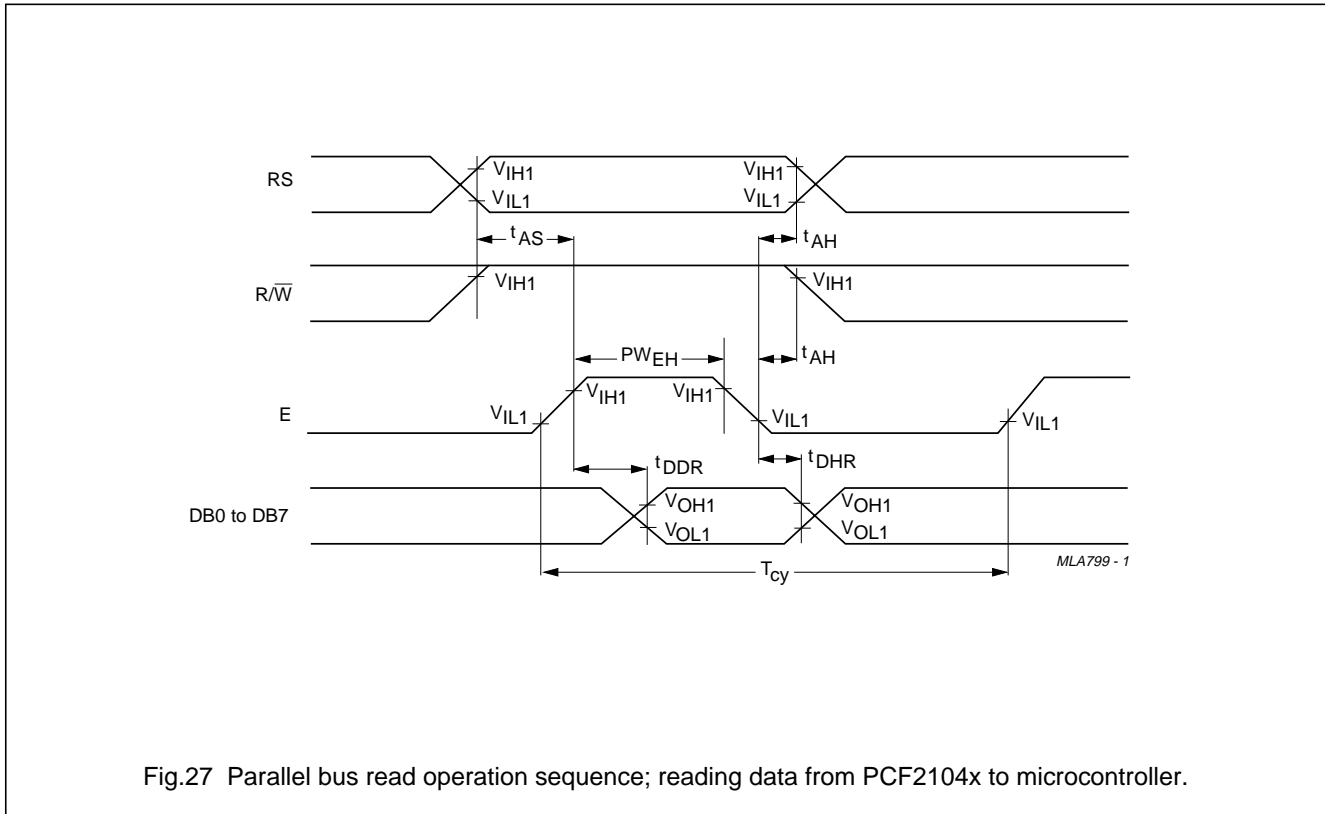 RS
VIH1
VIL1
VIH1
VIL1
tAS
tAH
R/W̅
VIH1
VIH1
PWEH
tAH
E
VIL1
VIH1
VIH1
VIL1
VIL1
tDDR
tDHR
DB0 to DB7
VOH1
VOL1
VOH1
VOL1
Tcy
MLA799 - 1
Fig.27 Parallel bus read operation sequence; reading data from PCF2104x to microcontroller.